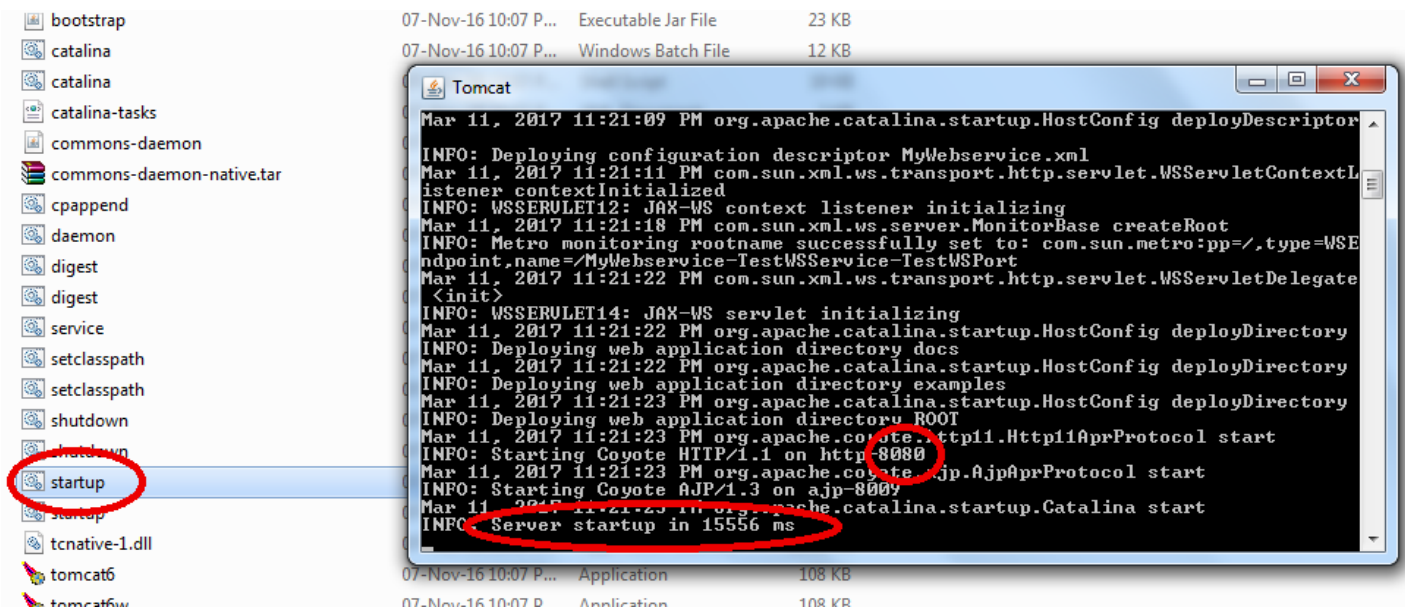 bootstrap 07-Nov-16 10:07 P... Executable Jar File 23 KB
catalina 07-Nov-16 10:07 P... Windows Batch File 12 KB
catalina
catalina-tasks
commons-daemon
commons-daemon-native.tar
cpappend
daemon
digest
digest
service
setclasspath
setclasspath
shutdown
shutdown
startup
startup
tcnative-1.dll
tomcat6 07-Nov-16 10:07 P... Application 108 KB
tomcat6w 07-Nov-16 10:07 P... Application 108 KB
Tomcat
Mar 11, 2017 11:21:09 PM org.apache.catalina.startup.HostConfig deployDescriptor
INFO: Deploying configuration descriptor MyWebservice.xml
Mar 11, 2017 11:21:11 PM com.sun.xml.ws.transport.http.servlet.WSServletContextL
istener contextInitialized
INFO: WSSERVLET12: JAX-WS context listener initializing
Mar 11, 2017 11:21:18 PM com.sun.xml.ws.server.MonitorBase createRoot
INFO: Metro monitoring rootname successfully set to: com.sun.metro:pp=/,type=WSE
ndpoint,name=/MyWebservice-TestWSService-TestWSPort
Mar 11, 2017 11:21:22 PM com.sun.xml.ws.transport.http.servlet.WSServletDelegate
<init>
INFO: WSSERVLET14: JAX-WS servlet initializing
Mar 11, 2017 11:21:22 PM org.apache.catalina.startup.HostConfig deployDirectory
INFO: Deploying web application directory docs
Mar 11, 2017 11:21:22 PM org.apache.catalina.startup.HostConfig deployDirectory
INFO: Deploying web application directory examples
Mar 11, 2017 11:21:23 PM org.apache.catalina.startup.HostConfig deployDirectory
INFO: Deploying web application directory ROOT
Mar 11, 2017 11:21:23 PM org.apache.coyote.http11.Http11AprProtocol start
INFO: Starting Coyote HTTP/1.1 on http-8080
Mar 11, 2017 11:21:23 PM org.apache.coyote.ajp.AjpAprProtocol start
INFO: Starting Coyote AJP/1.3 on ajp-8009
Mar 11, 2017 11:21:23 PM org.apache.catalina.startup.Catalina start
INFO: Server startup in 15556 ms